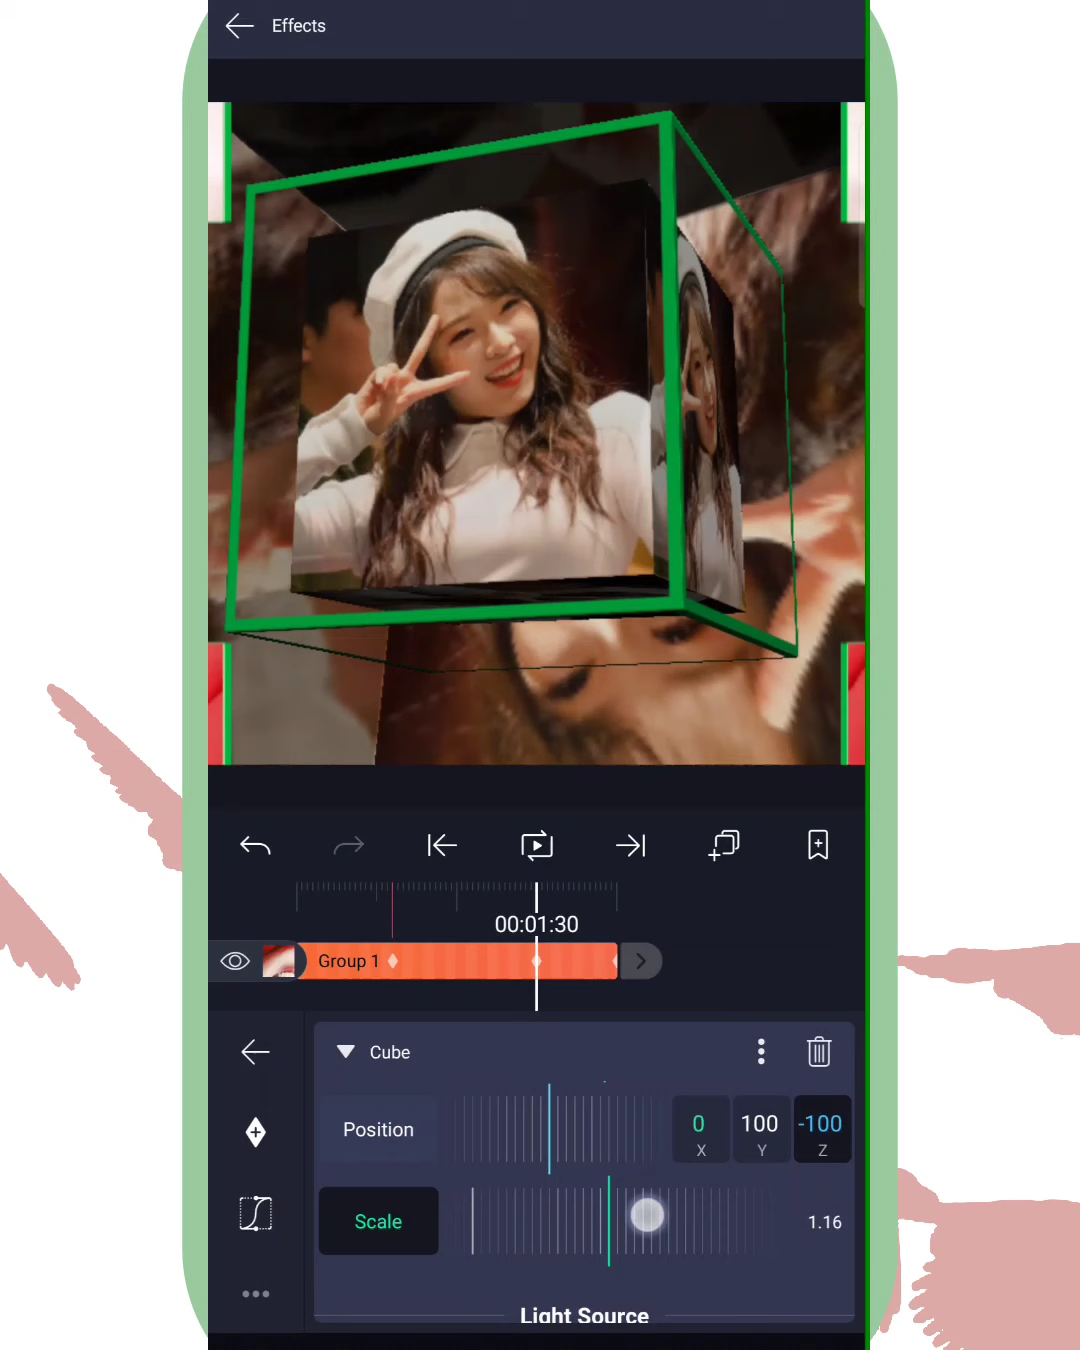 Effects
00:01:30
Group 1
Cube
Position
0
X
100
Y
-100
Z
Scale
1.16
Light Source